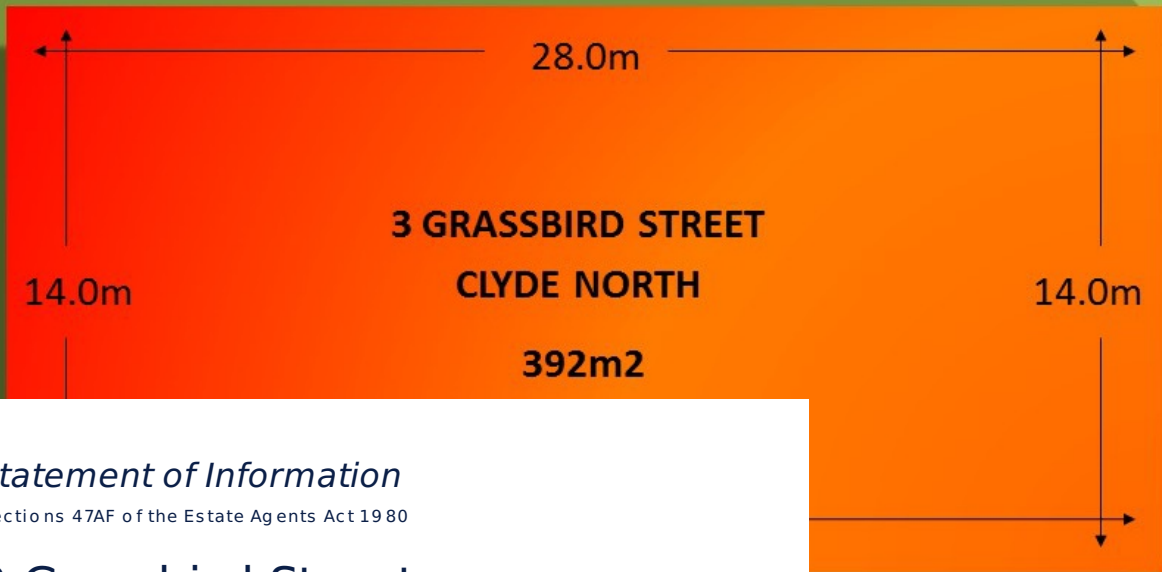 28.0m
3 GRASSBIRD STREET
CLYDE NORTH
14.0m
14.0m
392m2
tatement of Information
ections 47AF of the Estate Agents Act 1980